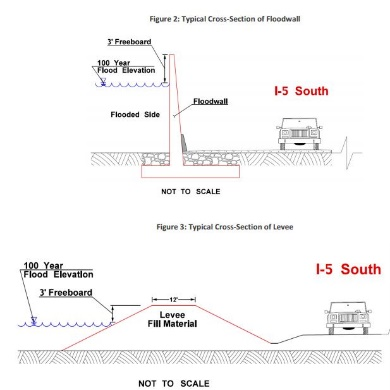 Figure 2: Typical Cross-Section of Floodwall
3' Freeboard
100 Year
Flood Elevation
I-5 South
Flooded Side
Floodwall
NOT TO SCALE
Figure 3: Typical Cross-Section of Levee
100 Year
Flood Elevation
I-5 South
3' Freeboard
12'
Levee
Fill Material
NOT TO SCALE